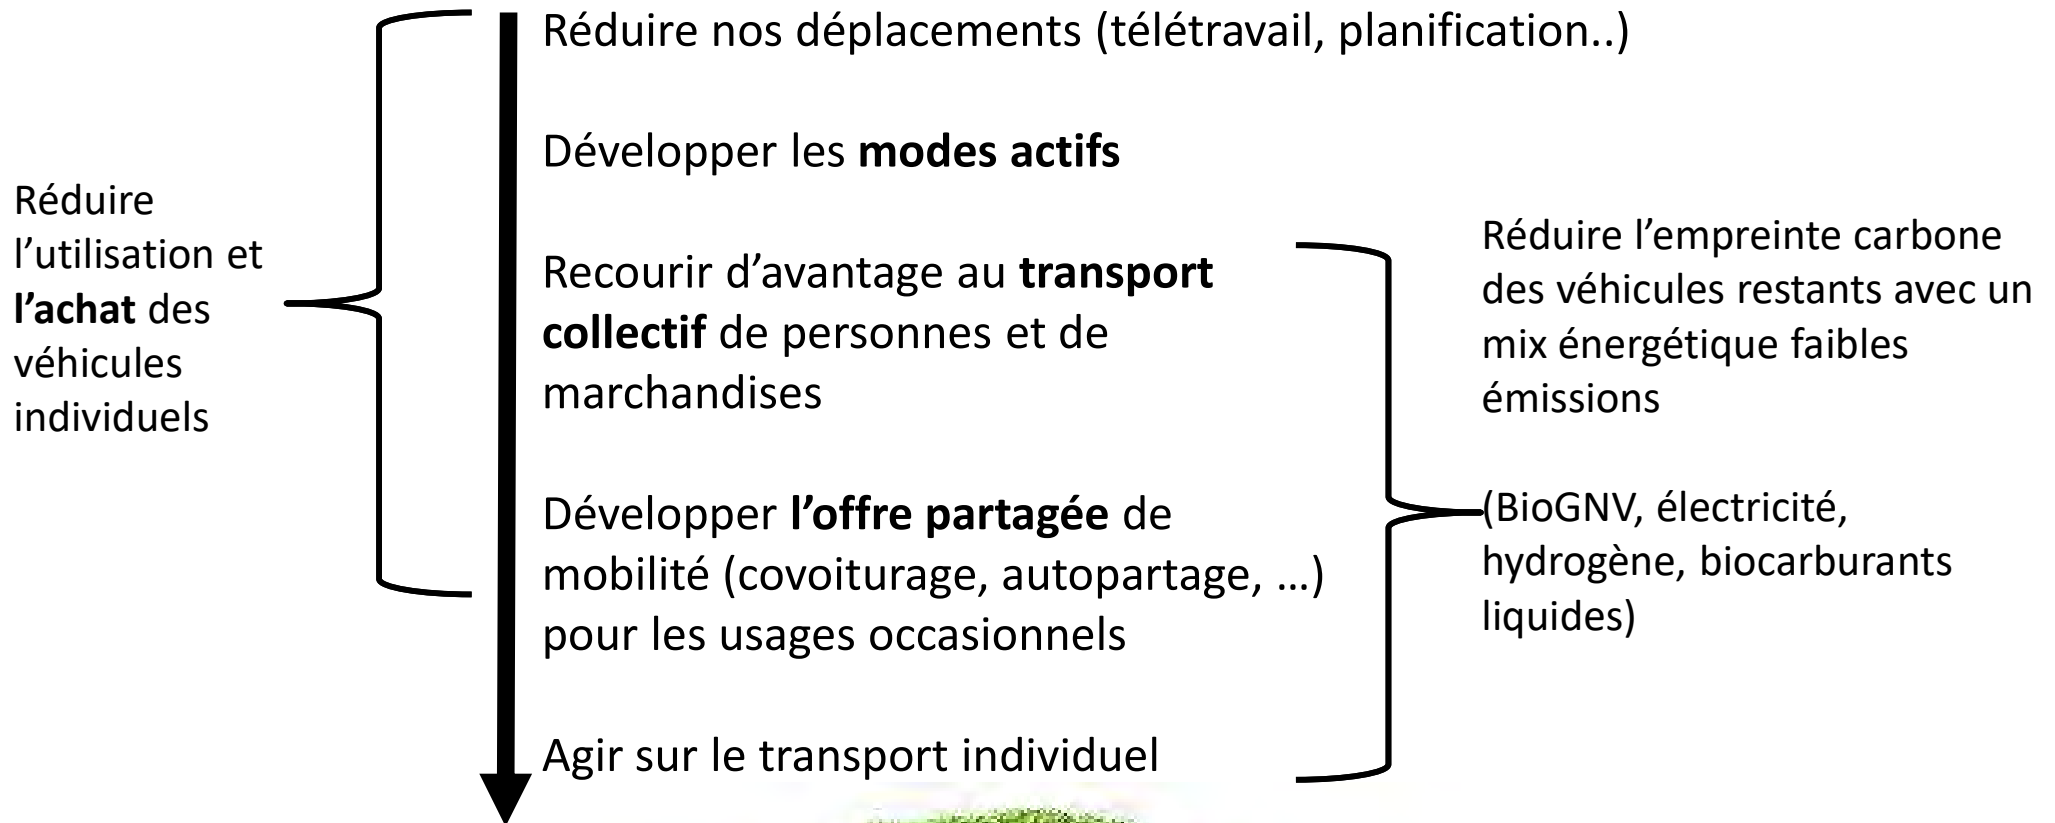 Réduire nos déplacements (télétravail, planification..)
Développer les modes actifs
Recourir d’avantage au transport
collectif de personnes et de
marchandises
Développer l’offre partagée de
mobilité (covoiturage, autopartage, …)
pour les usages occasionnels
Agir sur le transport individuel
Réduire
l’utilisation et
l’achat des
véhicules
individuels
Réduire l’empreinte carbone
des véhicules restants avec un
mix énergétique faibles
émissions
(BioGNV, électricité,
hydrogène, biocarburants
liquides)